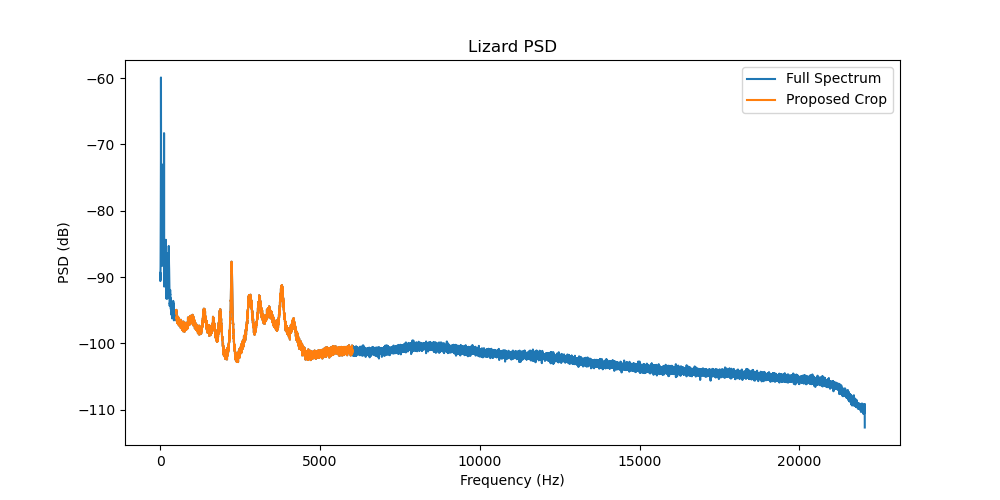 Lizard PSD
Full Spectrum
Proposed Crop
−60
−70
−80
−90
−100
−110
PSD (dB)
0
5000
10000
15000
20000
Frequency (Hz)